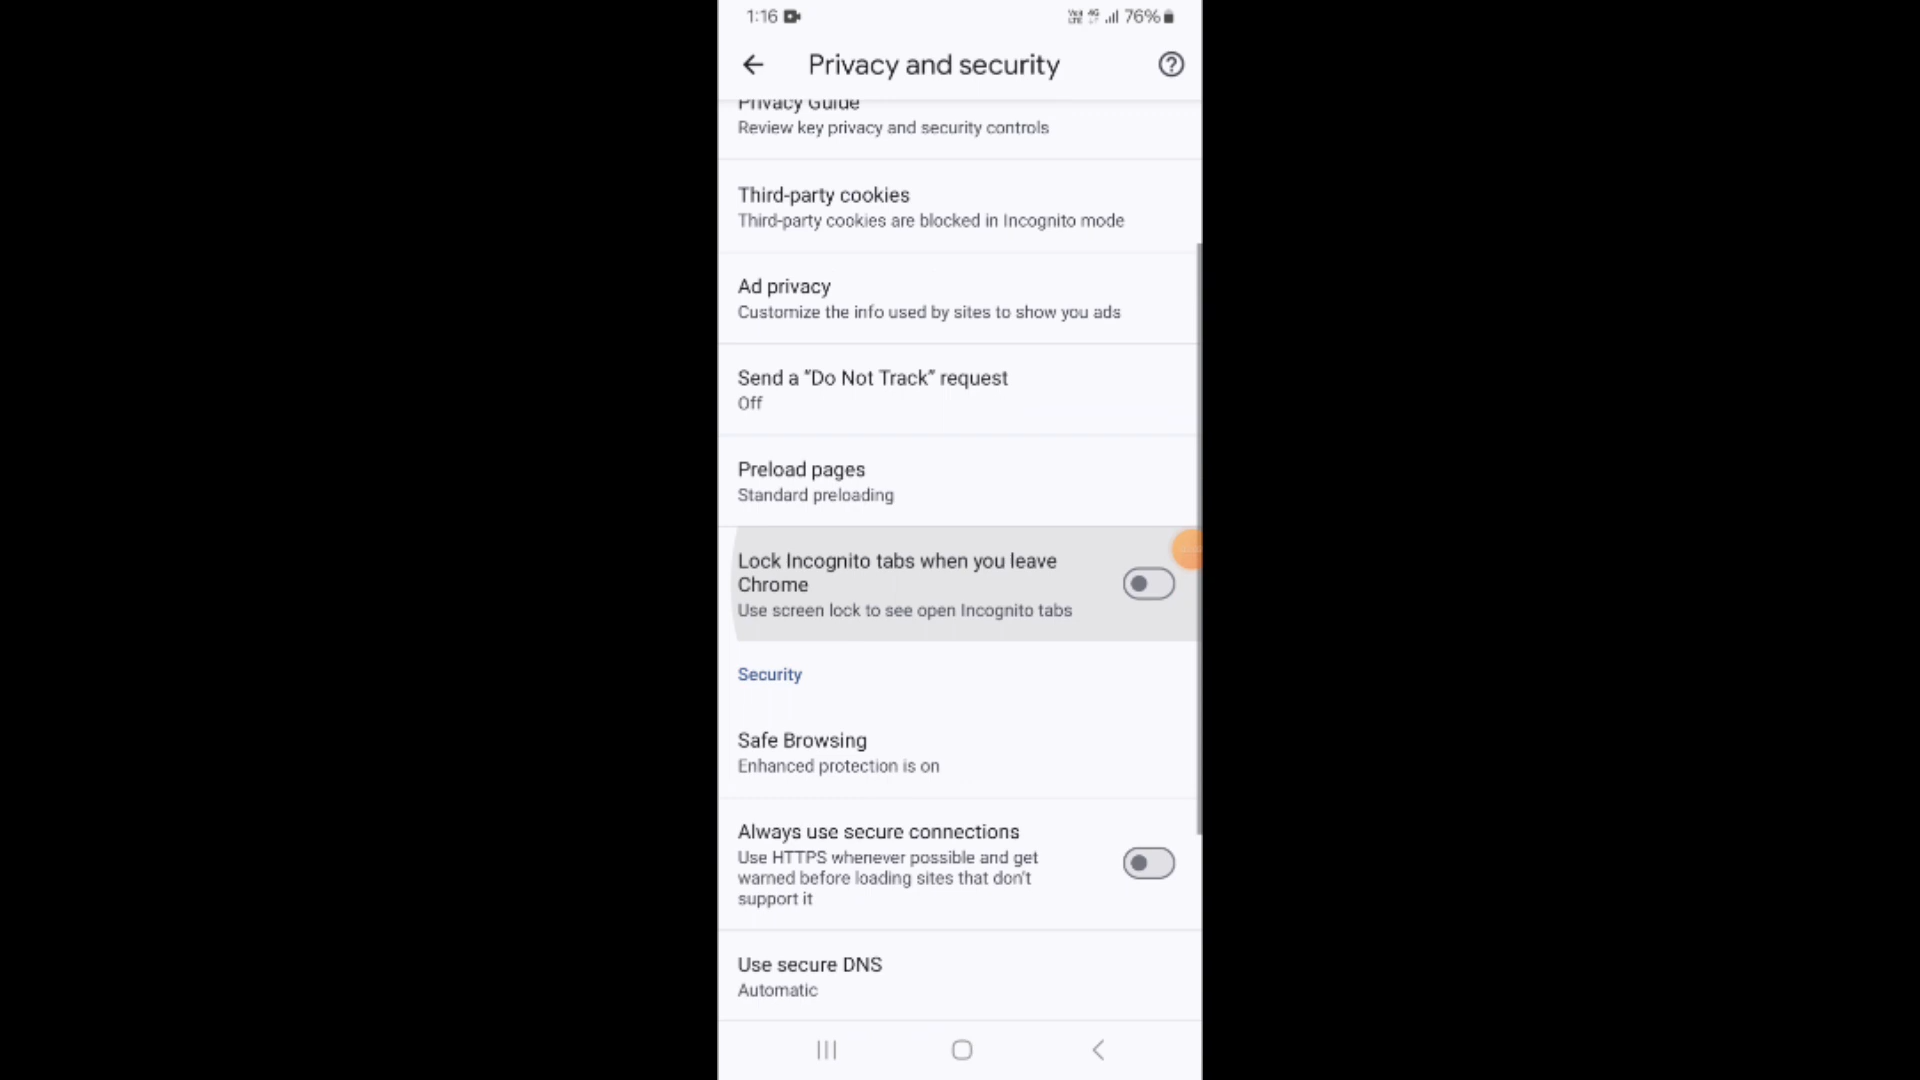 1:16 76%
Privacy and security
Privacy Guide
Review key privacy and security controls
Third-party cookies
Third-party cookies are blocked in Incognito mode
Ad privacy
Customize the info used by sites to show you ads
Send a "Do Not Track" request
Off
Preload pages
Standard preloading
Lock Incognito tabs when you leave
Chrome
Use screen lock to see open Incognito tabs
Security
Safe Browsing
Enhanced protection is on
Always use secure connections
Use HTTPS whenever possible and get
warned before loading sites that don't
support it
Use secure DNS
Automatic